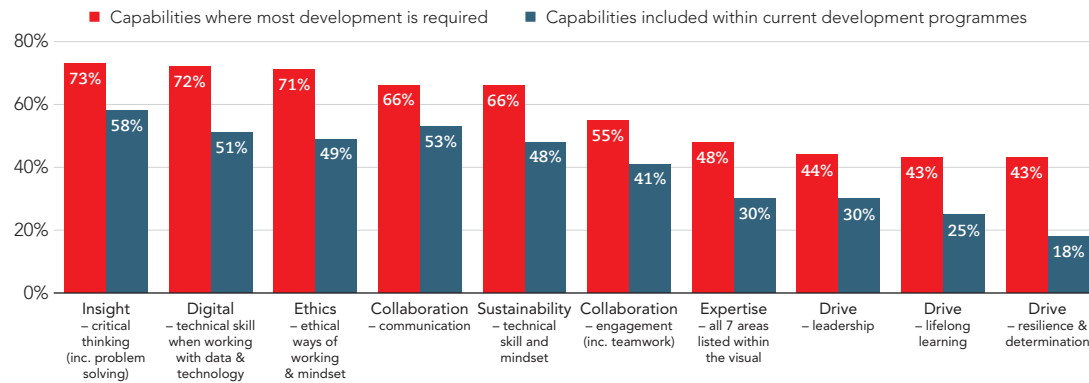 Capabilities where most development is required
Capabilities included within current development programmes
80%
60%
40%
20%
0%
73%
58%
72%
51%
71%
49%
66%
53%
66%
48%
55%
41%
48%
30%
44%
30%
43%
25%
43%
18%
Insight
– critical
thinking
(inc. problem
solving)
Digital
– technical skill
when working
with data &
technology
Ethics
– ethical
ways of
working
& mindset
Collaboration
– communication
Sustainability
– technical
skill and
mindset
Collaboration
– engagement
(inc. teamwork)
Expertise
– all 7 areas
listed within
the visual
Drive
– leadership
Drive
– lifelong
learning
Drive
– resilience &
determination